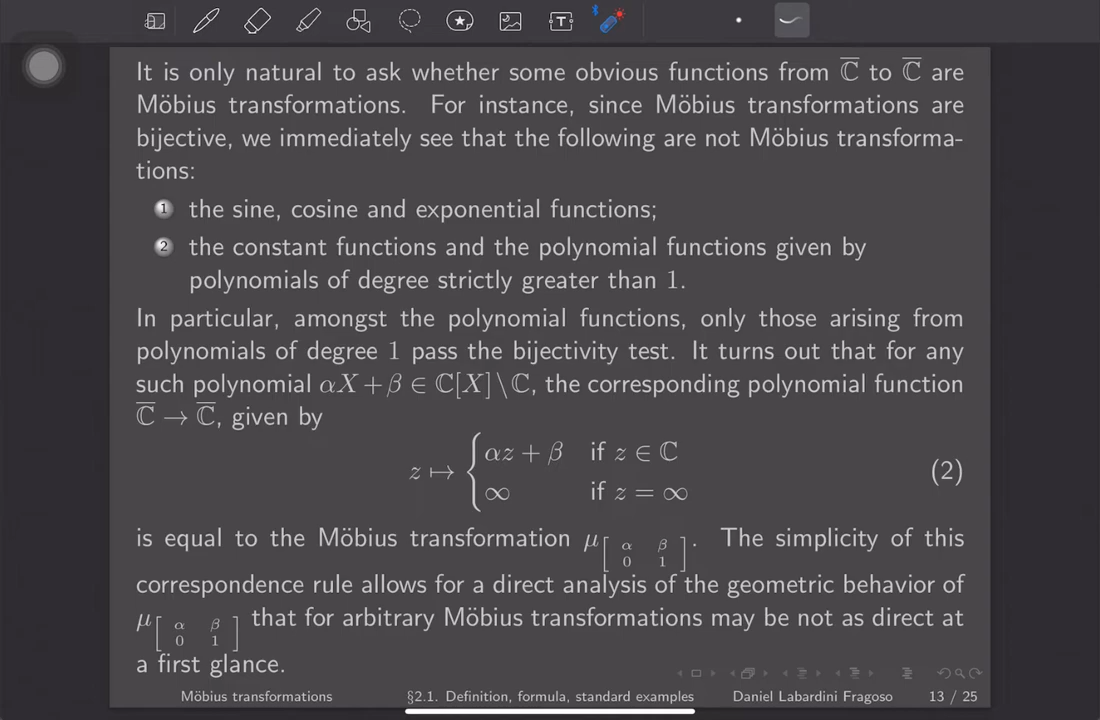 It is only natural to ask whether some obvious functions from ℂ̅ to ℂ̅ are
Möbius transformations. For instance, since Möbius transformations are
bijective, we immediately see that the following are not Möbius transforma-
tions:
1 the sine, cosine and exponential functions;
2 the constant functions and the polynomial functions given by
polynomials of degree strictly greater than 1.
In particular, amongst the polynomial functions, only those arising from
polynomials of degree 1 pass the bijectivity test. It turns out that for any
such polynomial αX + β ∈ ℂ[X] \ ℂ, the corresponding polynomial function
ℂ̅ → ℂ̅, given by
z ↦ { αz + β if z ∈ ℂ
∞ if z = ∞ (2)
is equal to the Möbius transformation μ[ α β ; 0 1 ]. The simplicity of this
correspondence rule allows for a direct analysis of the geometric behavior of
μ[ α β ; 0 1 ] that for arbitrary Möbius transformations may be not as direct at
a first glance.
Möbius transformations §2.1. Definition, formula, standard examples Daniel Labardini Fragoso 13 / 25